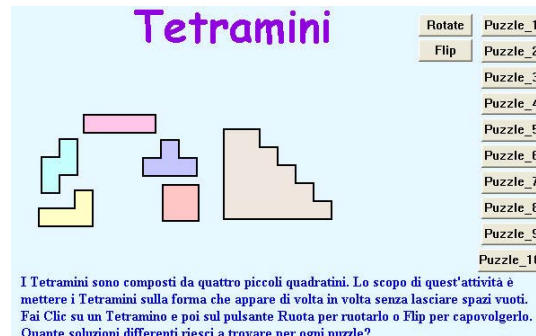 Tetramini
Rotate
Flip
Puzzle_1
Puzzle_2
Puzzle_3
Puzzle_4
Puzzle_5
Puzzle_6
Puzzle_7
Puzzle_8
Puzzle_9
Puzzle_10
I Tetramini sono composti da quattro piccoli quadratini. Lo scopo di quest'attività è
mettere i Tetramini sulla forma che appare di volta in volta senza lasciare spazi vuoti.
Fai Clic su un Tetramino e poi sul pulsante Ruota per ruotarlo o Flip per capovolgerlo.
Quante soluzioni differenti riesci a trovare per ogni puzzle?